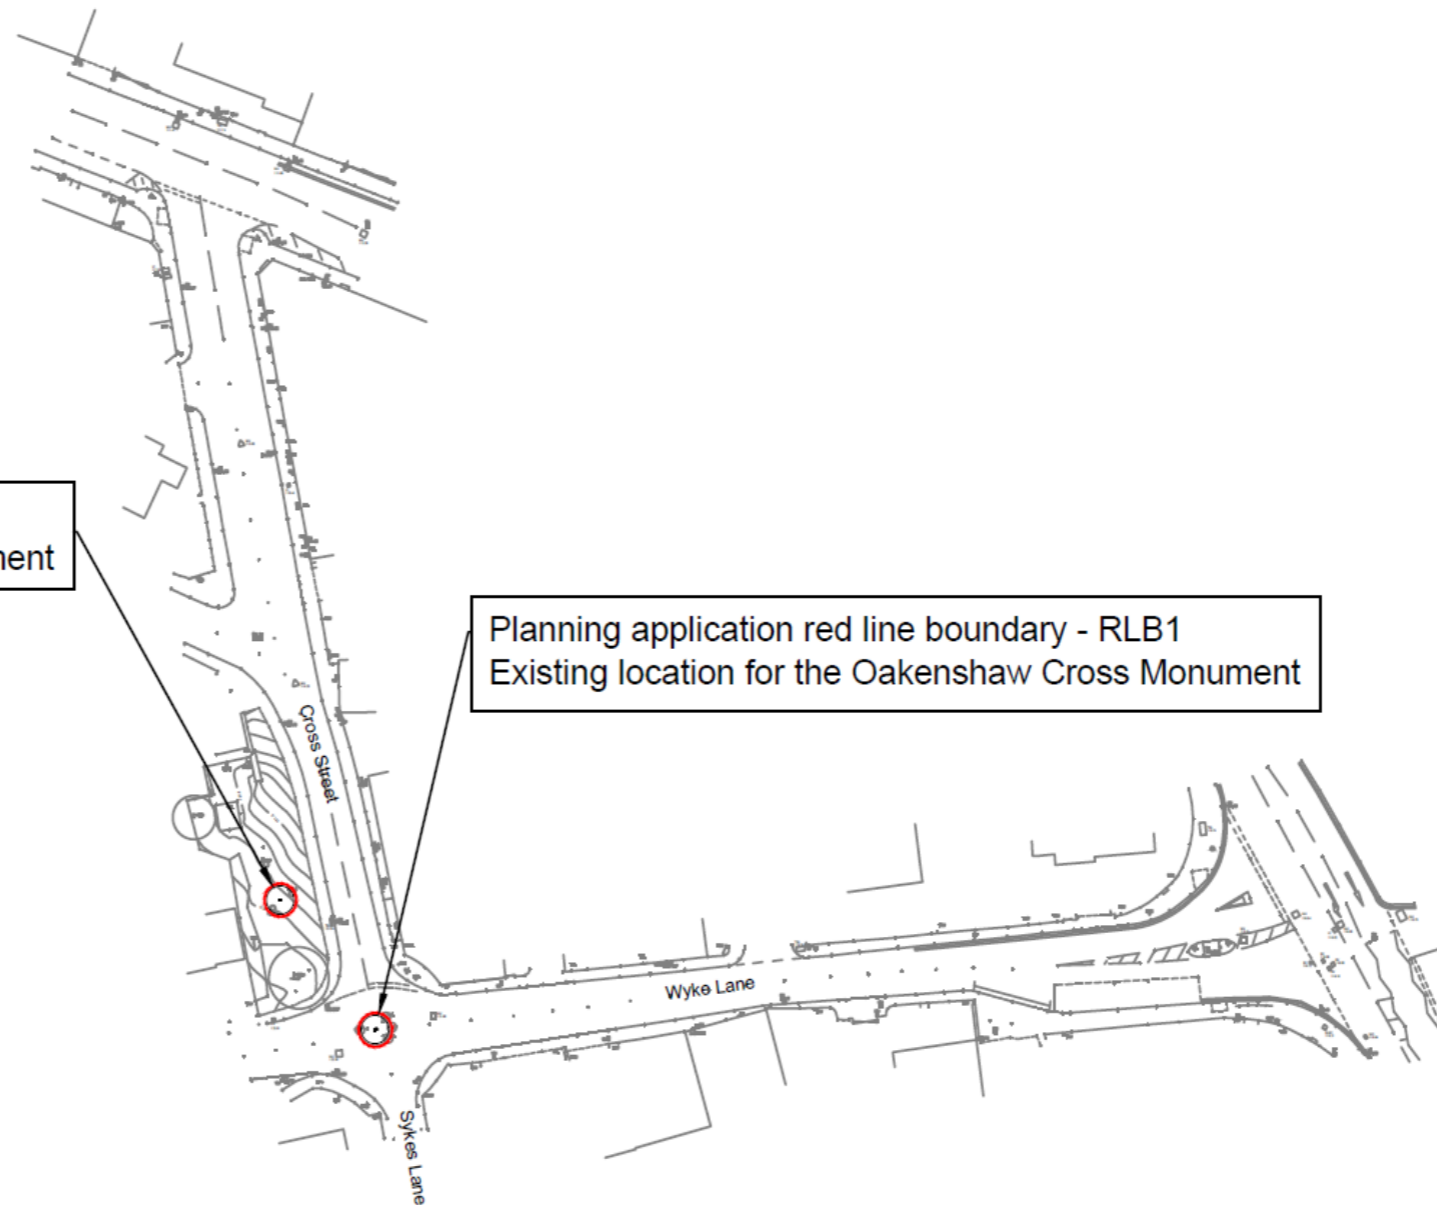 ment
Planning application red line boundary - RLB1
Existing location for the Oakenshaw Cross Monument
Cross Street
Wyke Lane
Sykes Lane